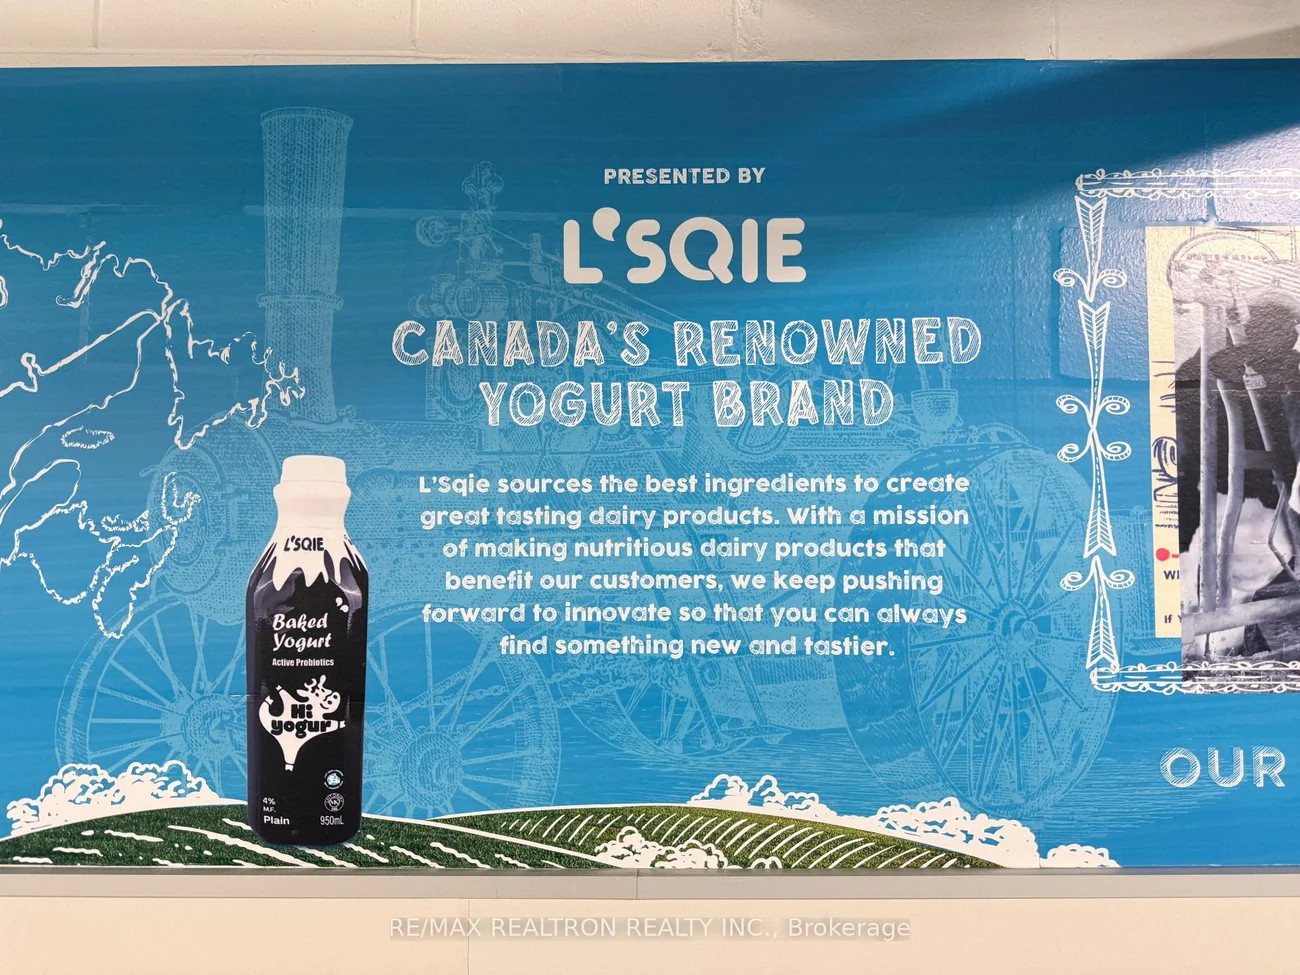 PRESENTED BY
L'SQIE
CANADA'S RENOWNED
YOGURT BRAND
L'Sqie sources the best ingredients to create
great tasting dairy products. With a mission
of making nutritious dairy products that
benefit our customers, we keep pushing
forward to innovate so that you can always
find something new and tastier.
L'SQIE
Baked
Yogurt
Active Probiotics
Hi
yogur
4%
M.F.
Plain
950mL
OUR
RE/MAX REALTRON REALTY INC., Brokerage